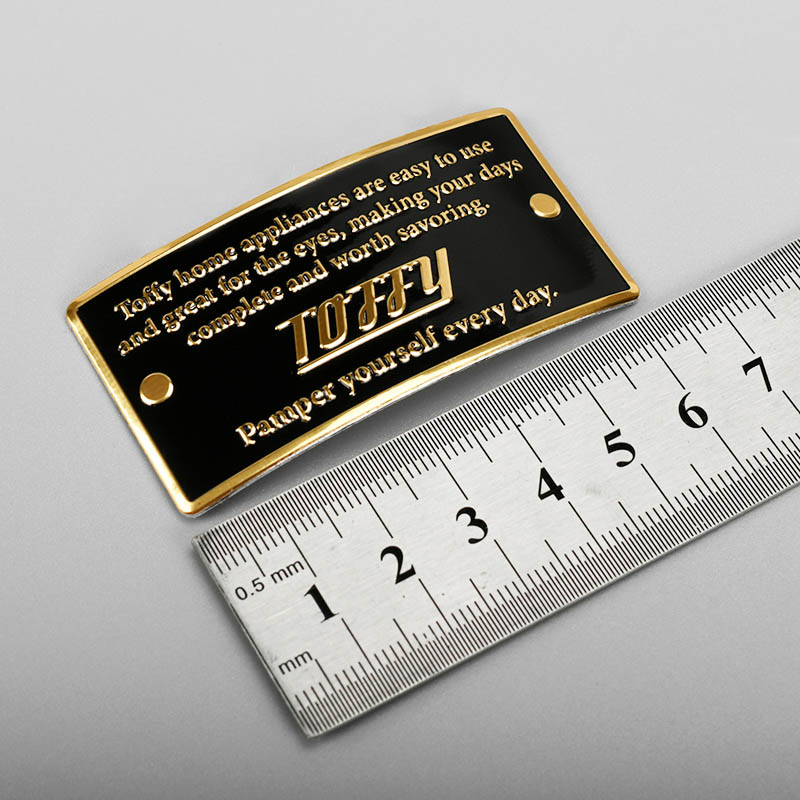 Toffy home appliances are easy to use
and great for the eyes, making your days
complete and worth savoring.
TOFFY
Pamper yourself every day.
0.5 mm
1 2 3 4 5 6 7
mm